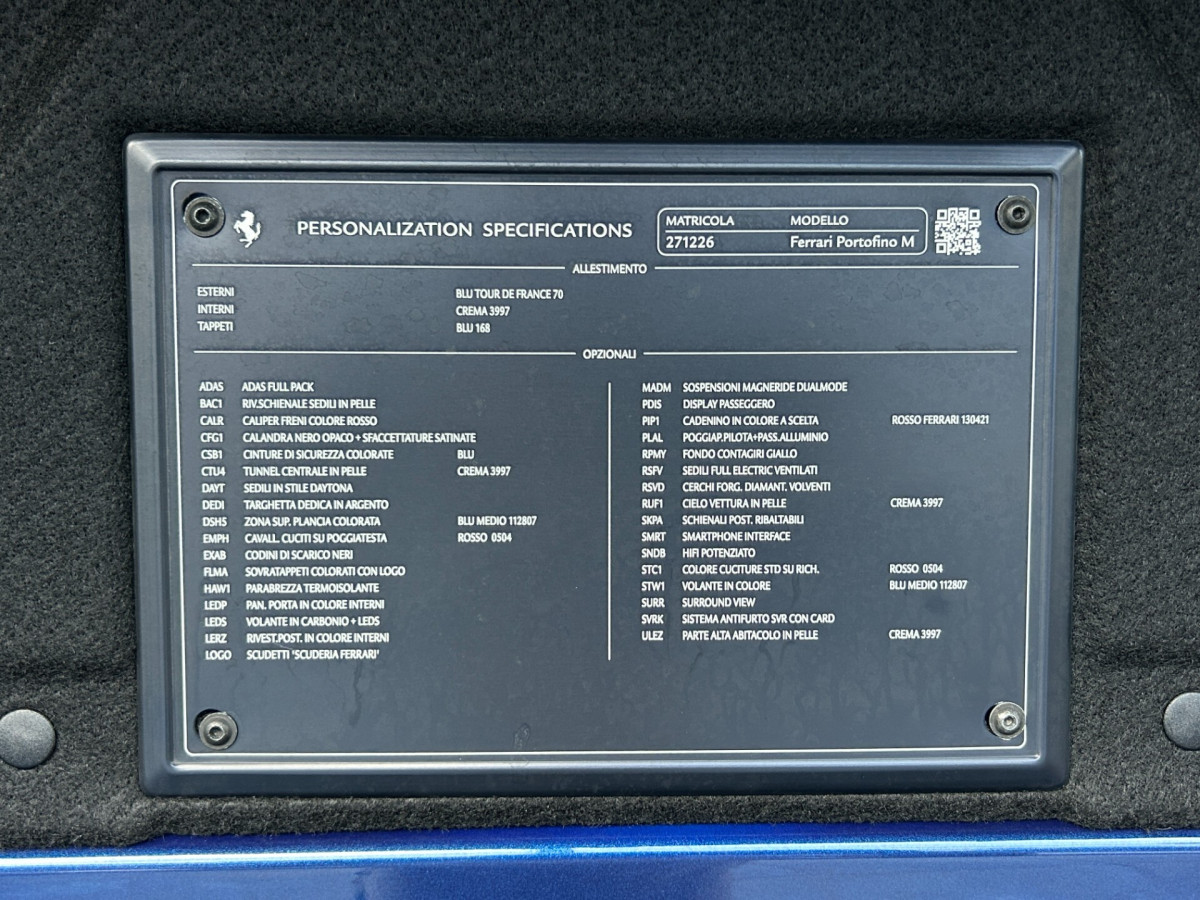 PERSONALIZATION SPECIFICATIONS
MATRICOLA MODELLO
271226 Ferrari Portofino M
ALLESTIMENTO
ESTERNI BLU TOUR DE FRANCE 70
INTERNI CREMA 3997
TAPPETI BLU 168
OPZIONALI
ADAS ADAS FULL PACK
BAC1 RIV.SCHIENALE SEDILI IN PELLE
CALR CALIPER FRENI COLORE ROSSO
CFG1 CALANDRA NERO OPACO + SFACCETTATURE SATINATE
CSB1 CINTURE DI SICUREZZA COLORATE BLU
CTU4 TUNNEL CENTRALE IN PELLE CREMA 3997
DAYT SEDILI IN STILE DAYTONA
DEDI TARGHETTA DEDICA IN ARGENTO
DSH5 ZONA SUP. PLANCIA COLORATA BLU MEDIO 112807
EMPH CAVALL. CUCITI SU POGGIATESTA ROSSO 0504
EXAB CODINI DI SCARICO NERI
FLMA SOVRATAPPETI COLORATI CON LOGO
HAW1 PARABREZZA TERMOISOLANTE
LEDP PAN. PORTA IN COLORE INTERNI
LEDS VOLANTE IN CARBONIO + LEDS
LERZ RIVEST.POST. IN COLORE INTERNI
LOGO SCUDETTI 'SCUDERIA FERRARI'
MADM SOSPENSIONI MAGNERIDE DUALMODE
PDIS DISPLAY PASSEGGERO
PIP1 CADENINO IN COLORE A SCELTA ROSSO FERRARI 130421
PLAL POGGIAP.PILOTA+PASS.ALLUMINIO
RPMY FONDO CONTAGIRI GIALLO
RSFV SEDILI FULL ELECTRIC VENTILATI
RSVD CERCHI FORG. DIAMANT. VOLVENTI
RUF1 CIELO VETTURA IN PELLE CREMA 3997
SKPA SCHIENALI POST. RIBALTABILI
SMRT SMARTPHONE INTERFACE
SNDB HIFI POTENZIATO
STC1 COLORE CUCITURE STD SU RICH. ROSSO 0504
STW1 VOLANTE IN COLORE BLU MEDIO 112807
SURR SURROUND VIEW
SVRK SISTEMA ANTIFURTO SVR CON CARD
ULEZ PARTE ALTA ABITACOLO IN PELLE CREMA 3997